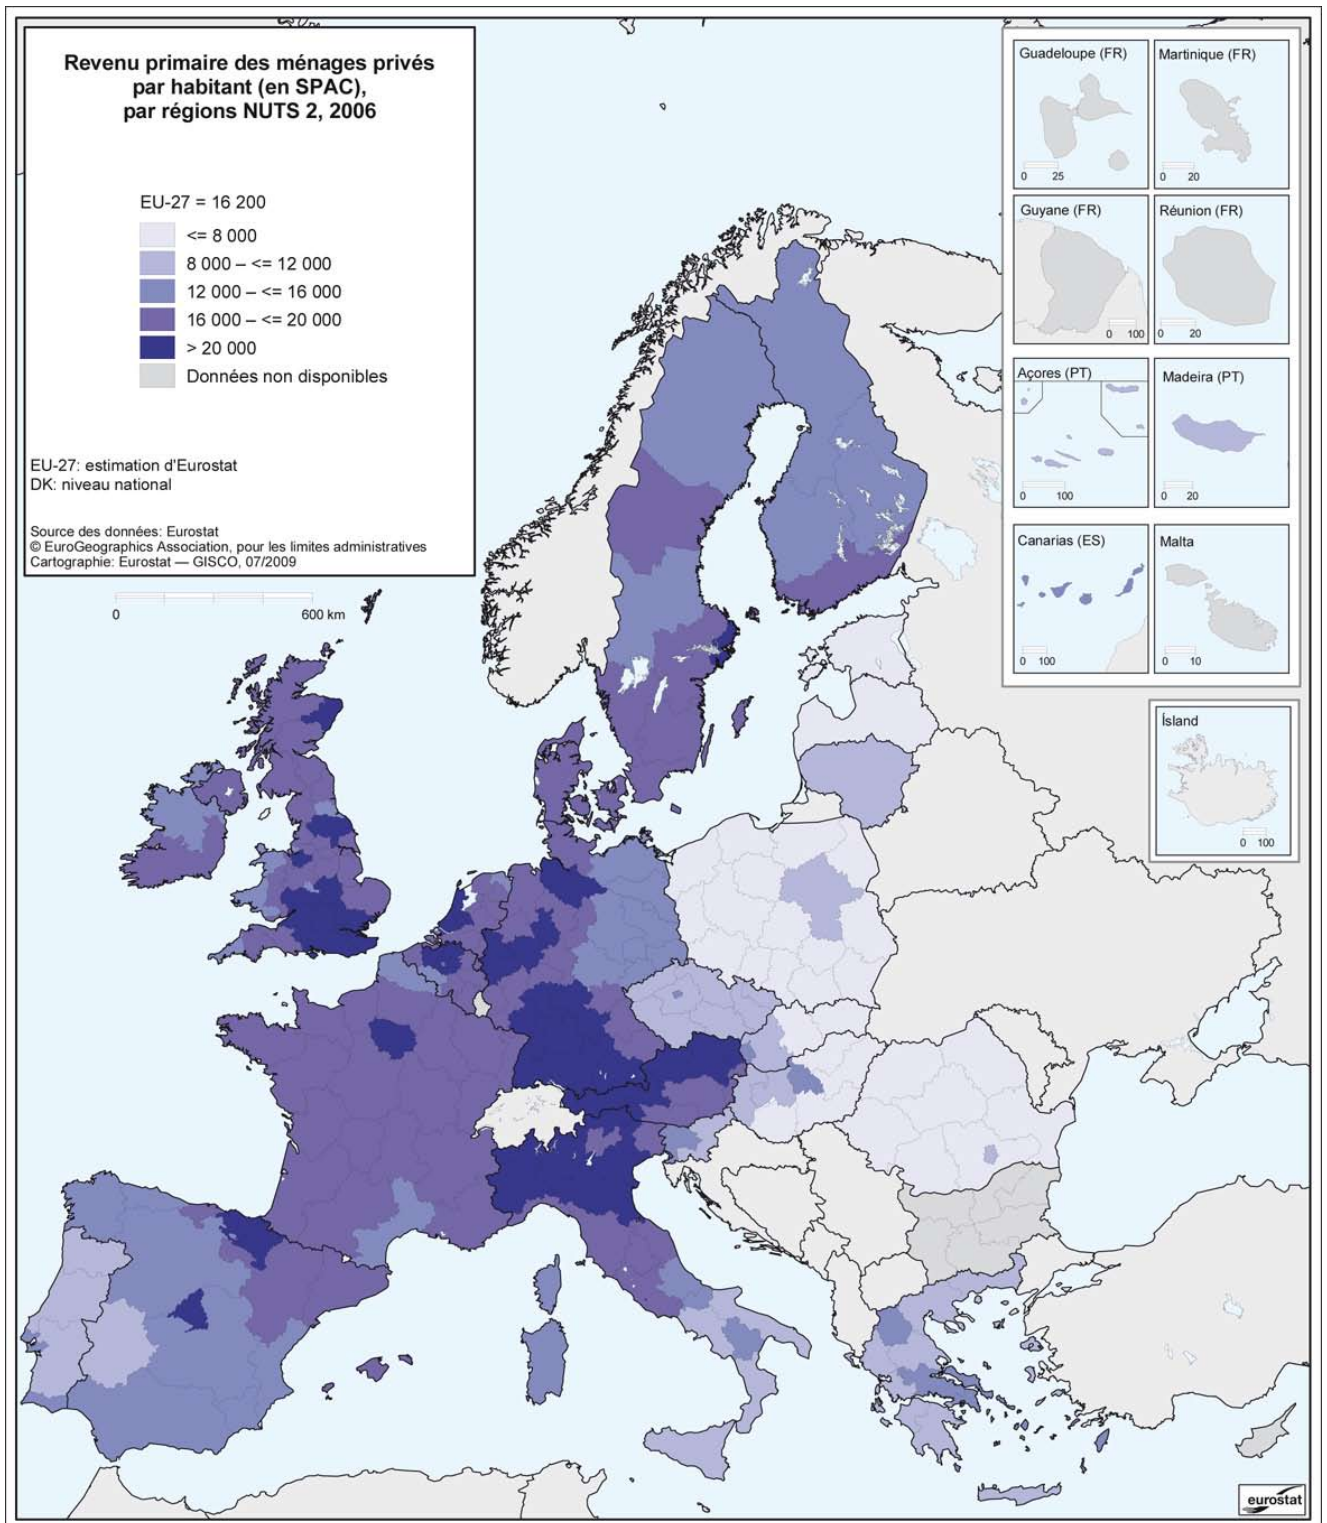 Revenu primaire des ménages privés
par habitant (en SPAC),
par régions NUTS 2, 2006
EU-27 = 16 200
<= 8 000
8 000 – <= 12 000
12 000 – <= 16 000
16 000 – <= 20 000
> 20 000
Données non disponibles
EU-27: estimation d'Eurostat
DK: niveau national
Source des données: Eurostat
© EuroGeographics Association, pour les limites administratives
Cartographie: Eurostat — GISCO, 07/2009
0 600 km
Guadeloupe (FR)
0 25
Martinique (FR)
0 20
Guyane (FR)
0 100
Réunion (FR)
0 20
Açores (PT)
0 100
Madeira (PT)
0 20
Canarias (ES)
0 100
Malta
0 10
Ísland
0 100
eurostat